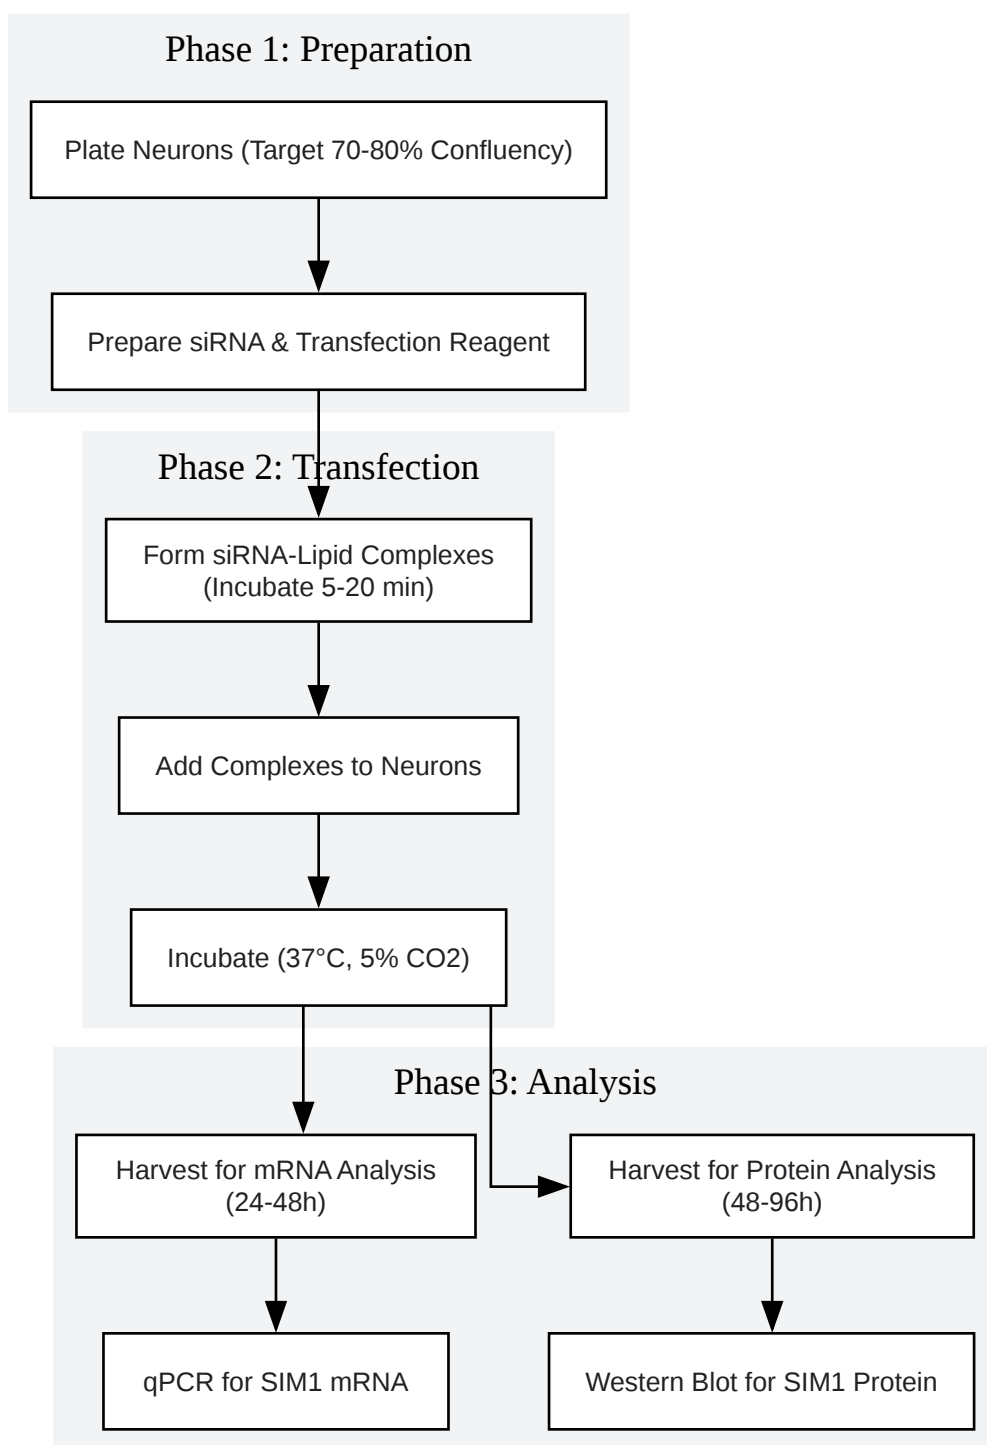 Phase 1: Preparation
Plate Neurons (Target 70-80% Confluency)
Prepare siRNA & Transfection Reagent
Phase 2: Transfection
Form siRNA-Lipid Complexes
(Incubate 5-20 min)
Add Complexes to Neurons
Incubate (37°C, 5% CO2)
Phase 3: Analysis
Harvest for mRNA Analysis
(24-48h)
Harvest for Protein Analysis
(48-96h)
qPCR for SIM1 mRNA
Western Blot for SIM1 Protein